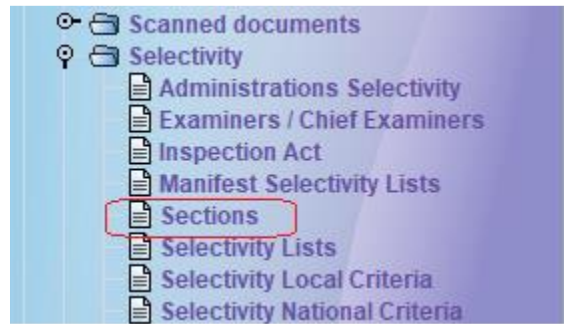 Scanned documents
Selectivity
Administrations Selectivity
Examiners / Chief Examiners
Inspection Act
Manifest Selectivity Lists
Sections
Selectivity Lists
Selectivity Local Criteria
Selectivity National Criteria